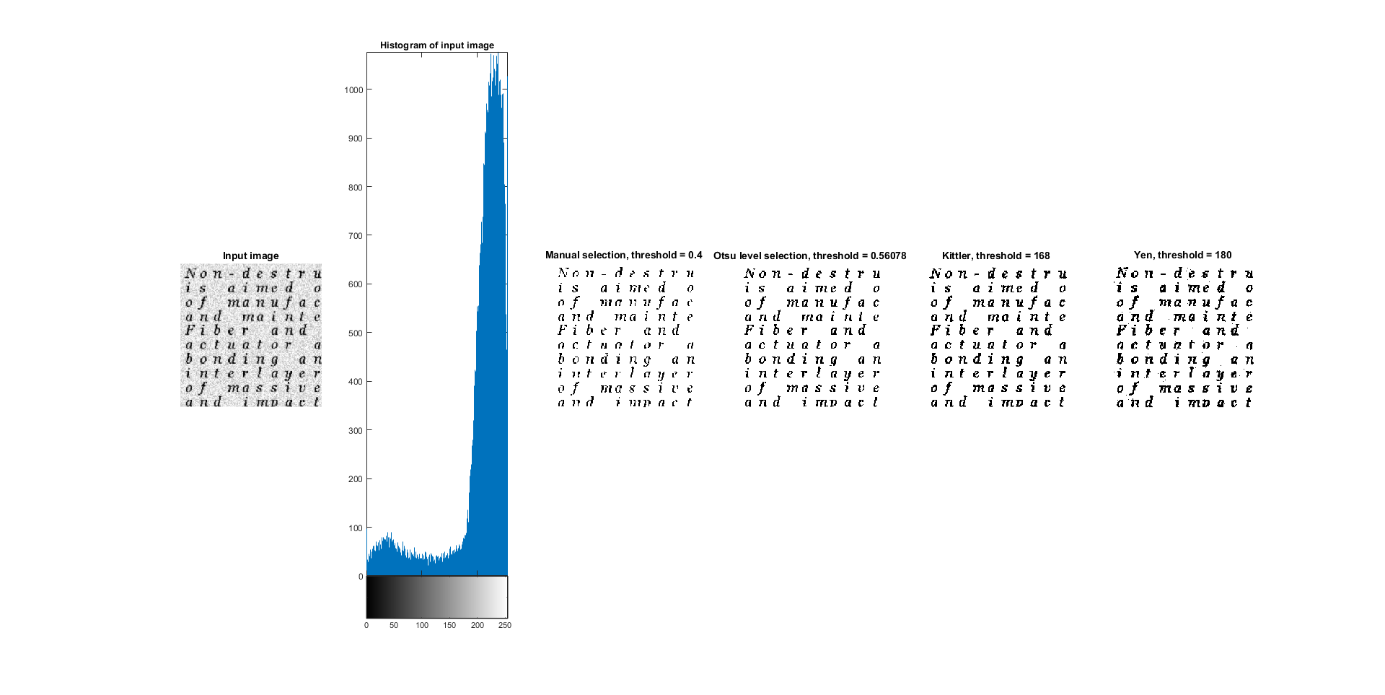 Histogram of input image
1000
900
800
700
600
500
400
300
200
100
0
0 50 100 150 200 250
Input image
Non-destru
is aimed o
of manufac
and mainte
Fiber and
actuator a
bonding an
interlayer
of massive
and impact
Manual selection, threshold = 0.4
Non-destru
is aimed o
of manufac
and mainte
Fiber and
actuator a
bonding an
interlayer
of massive
and impact
Otsu level selection, threshold = 0.56078
Non-destru
is aimed o
of manufac
and mainte
Fiber and
actuator a
bonding an
interlayer
of massive
and impact
Kittler, threshold = 168
Non-destru
is aimed o
of manufac
and mainte
Fiber and
actuator a
bonding an
interlayer
of massive
and impact
Yen, threshold = 180
Non-destru
is aimed o
of manufac
and mainte
Fiber and
actuator a
bonding an
interlayer
of massive
and impact